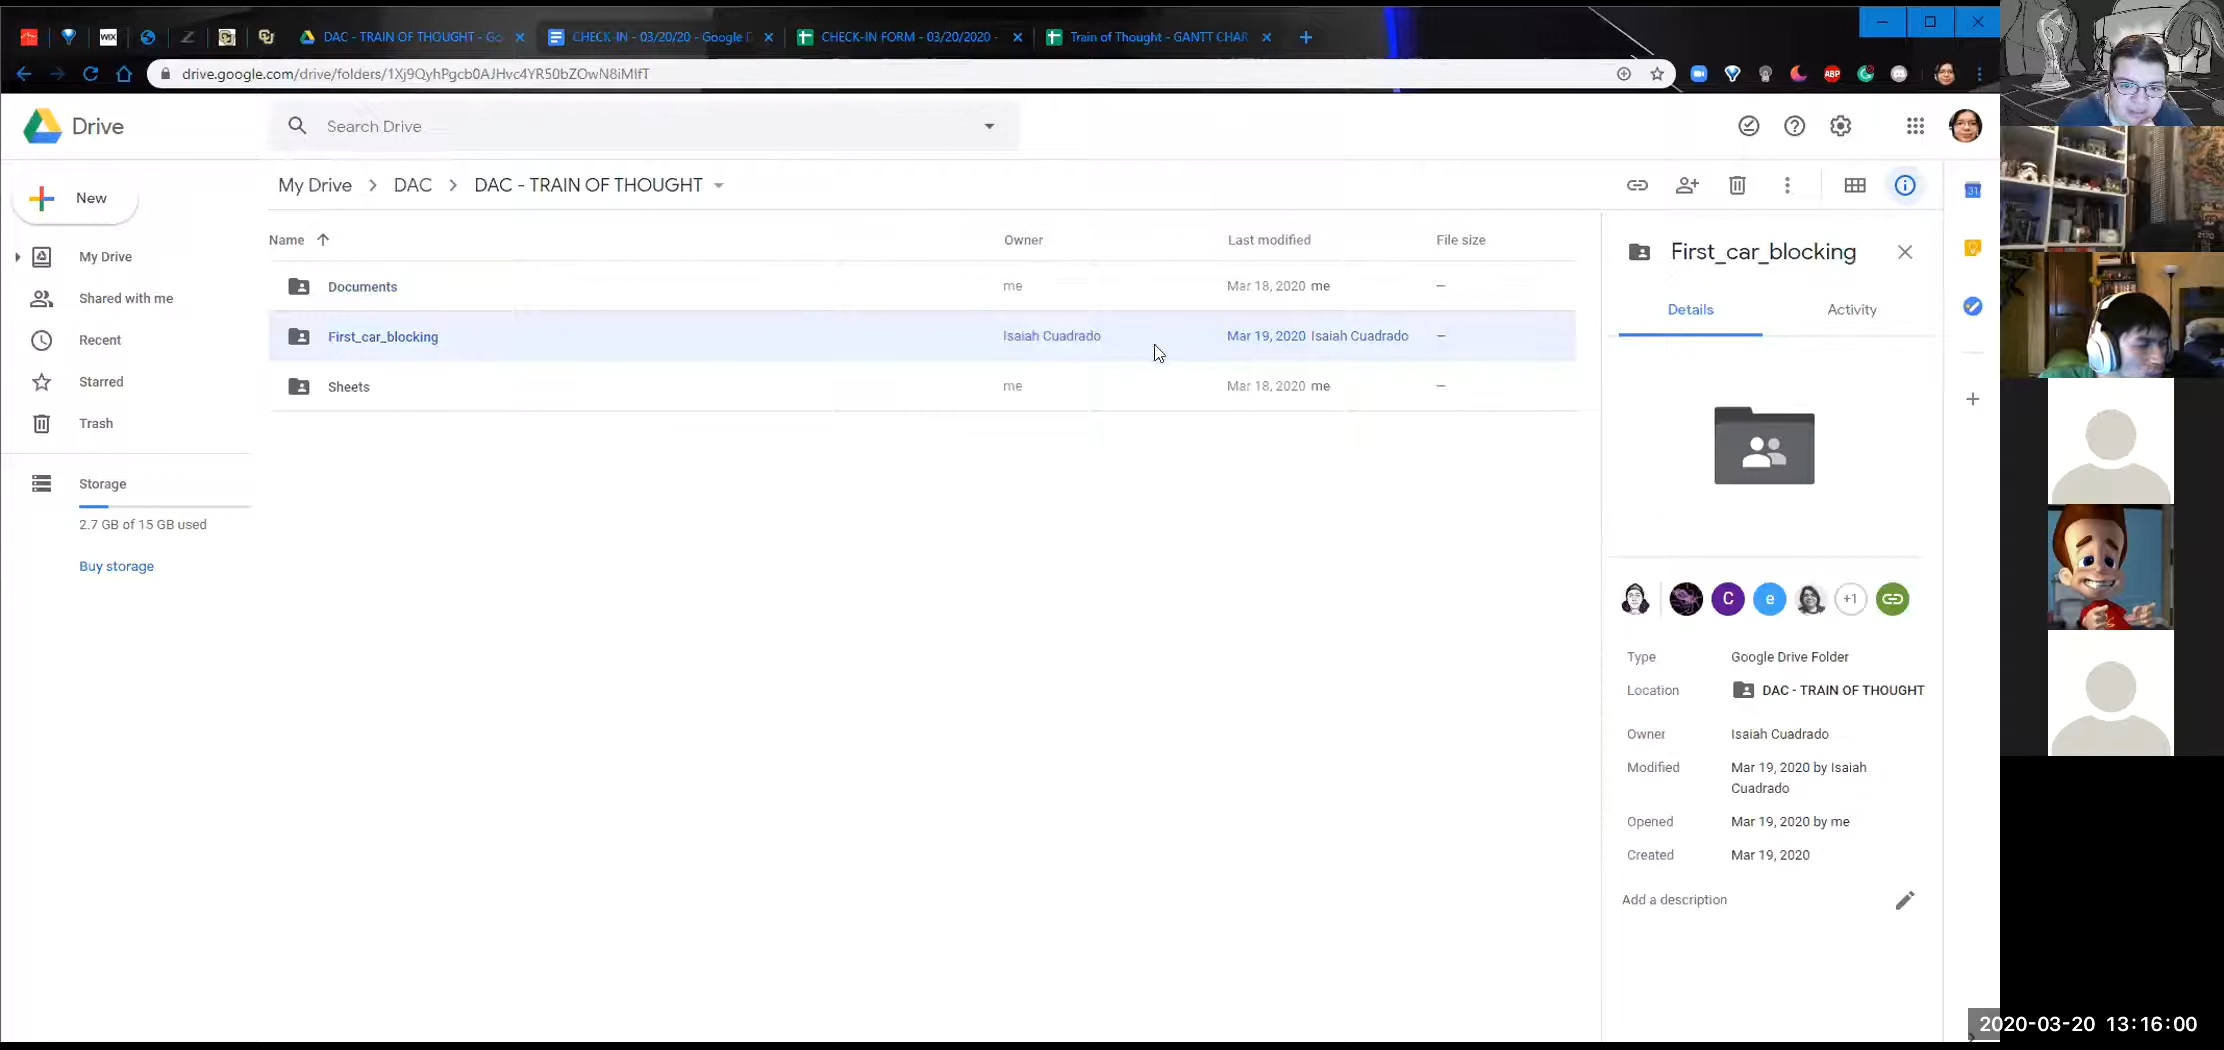 WIX
DAC - TRAIN OF THOUGHT - Go
CHECK-IN - 03/20/20 - Google D
CHECK-IN FORM - 03/20/2020 -
Train of Thought - GANTT CHAR
drive.google.com/drive/folders/1Xj9QyhPgcb0AJHvc4YR50bZOwN8iMIfT
ABP
Drive
Search Drive
New
My Drive > DAC > DAC - TRAIN OF THOUGHT
31
My Drive
Shared with me
Recent
Starred
Trash
Storage
2.7 GB of 15 GB used
Buy storage
Name Owner Last modified File size
Documents me Mar 18, 2020 me –
First_car_blocking Isaiah Cuadrado Mar 19, 2020 Isaiah Cuadrado –
Sheets me Mar 18, 2020 me –
First_car_blocking
Details Activity
C e +1
Type Google Drive Folder
Location DAC - TRAIN OF THOUGHT
Owner Isaiah Cuadrado
Modified Mar 19, 2020 by Isaiah
Cuadrado
Opened Mar 19, 2020 by me
Created Mar 19, 2020
Add a description
2020-03-20 13:16:00